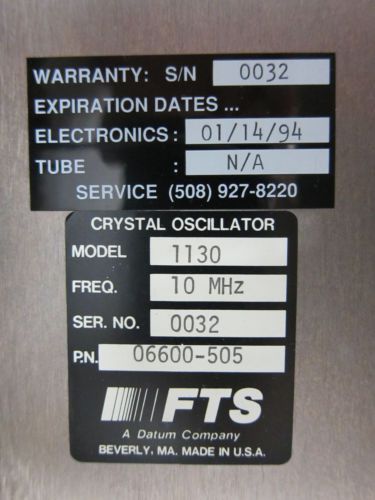 WARRANTY: S/N 0032
EXPIRATION DATES ...
ELECTRONICS: 01/14/94
TUBE : N/A
SERVICE (508) 927-8220
CRYSTAL OSCILLATOR
MODEL 1130
FREQ. 10 MHz
SER. NO. 0032
P.N. 06600-505
FTS
A Datum Company
BEVERLY, MA. MADE IN U.S.A.